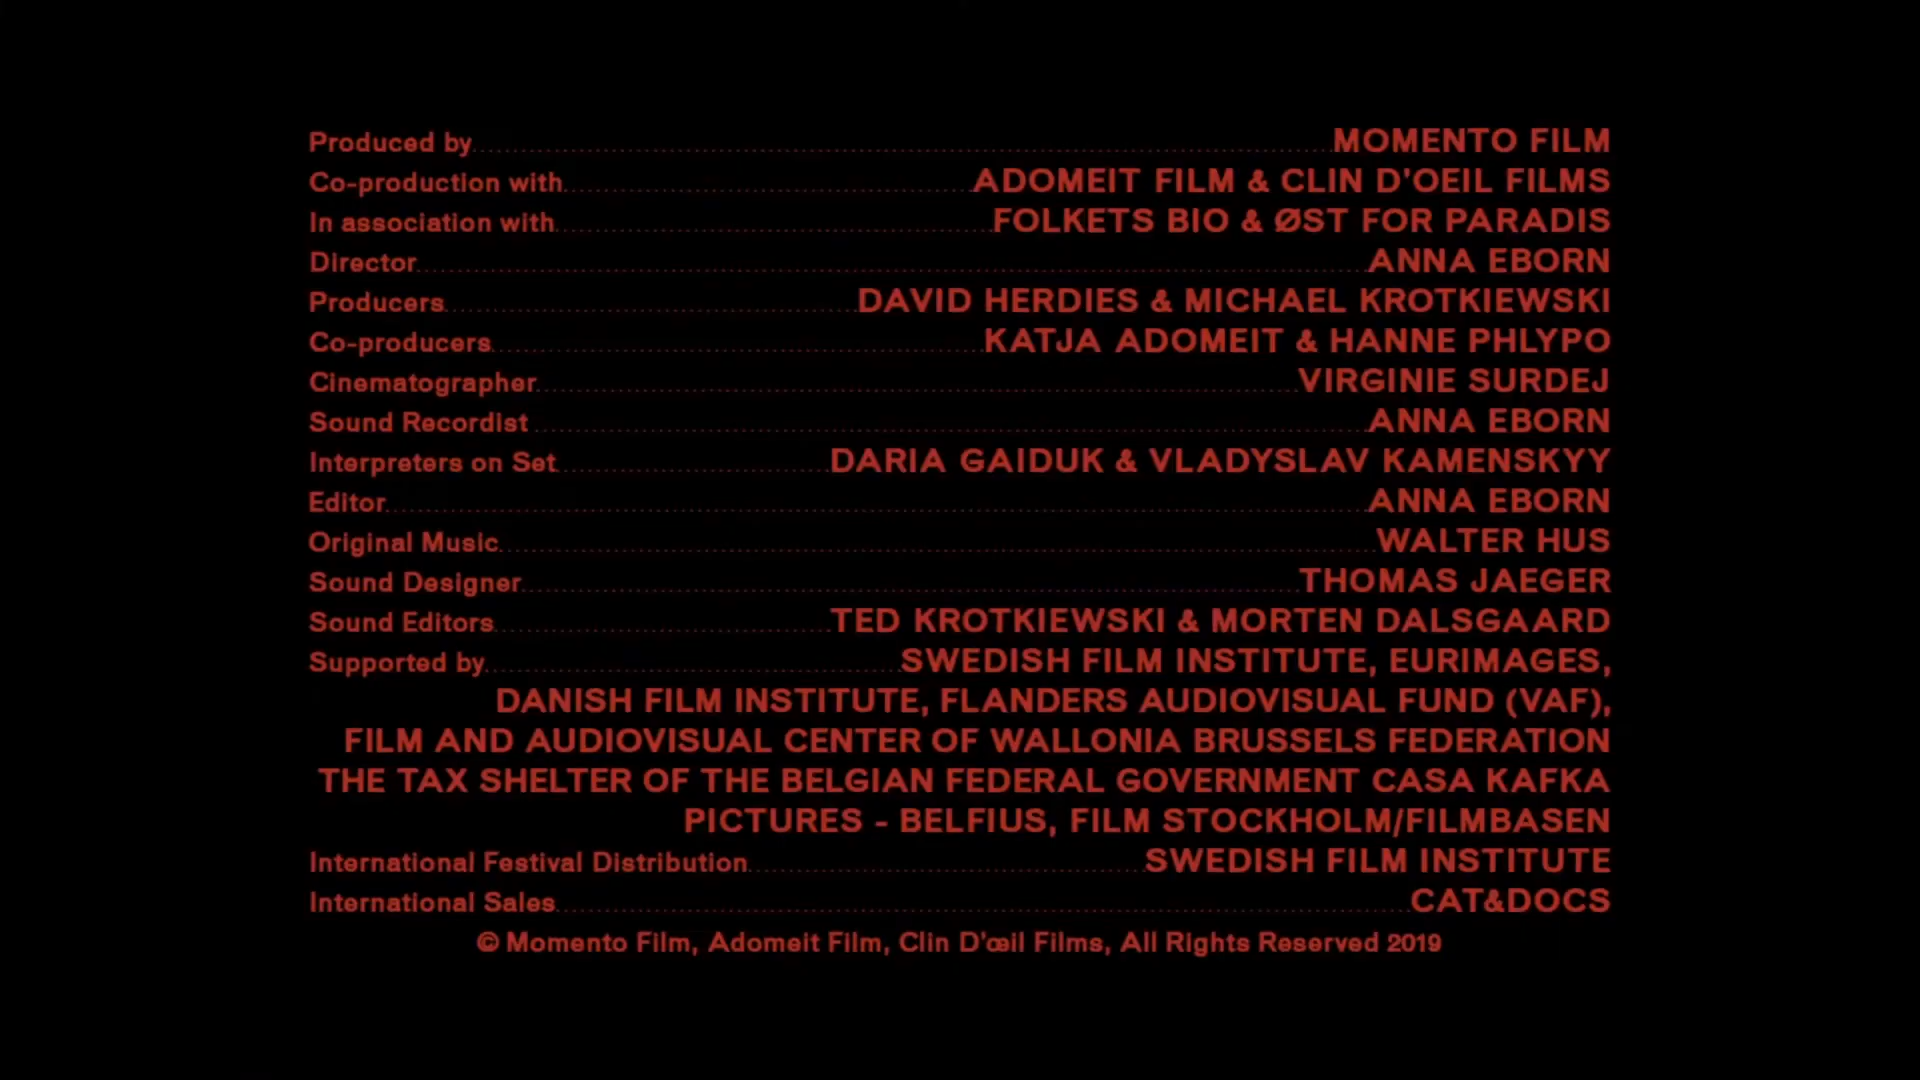 Produced by MOMENTO FILM
Co-production with ADOMEIT FILM & CLIN D'OEIL FILMS
In association with FOLKETS BIO & ØST FOR PARADIS
Director ANNA EBORN
Producers DAVID HERDIES & MICHAEL KROTKIEWSKI
Co-producers KATJA ADOMEIT & HANNE PHLYPO
Cinematographer VIRGINIE SURDEJ
Sound Recordist ANNA EBORN
Interpreters on Set DARIA GAIDUK & VLADYSLAV KAMENSKYY
Editor ANNA EBORN
Original Music WALTER HUS
Sound Designer THOMAS JAEGER
Sound Editors TED KROTKIEWSKI & MORTEN DALSGAARD
Supported by SWEDISH FILM INSTITUTE, EURIMAGES,
DANISH FILM INSTITUTE, FLANDERS AUDIOVISUAL FUND (VAF),
FILM AND AUDIOVISUAL CENTER OF WALLONIA BRUSSELS FEDERATION
THE TAX SHELTER OF THE BELGIAN FEDERAL GOVERNMENT CASA KAFKA
PICTURES - BELFIUS, FILM STOCKHOLM/FILMBASEN
International Festival Distribution SWEDISH FILM INSTITUTE
International Sales CAT&DOCS
© Momento Film, Adomeit Film, Clin D'œil Films, All Rights Reserved 2019